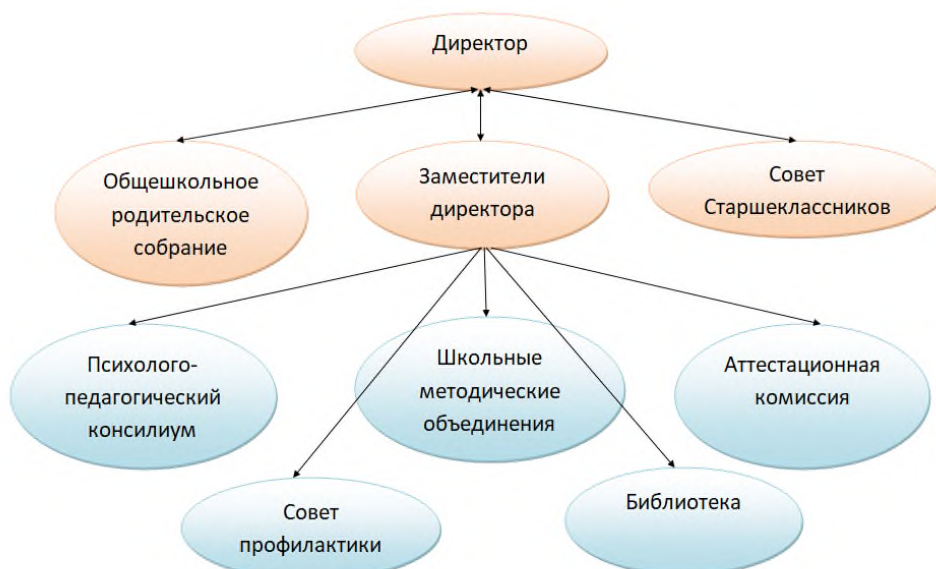 Директор
Общешкольное
родительское
собрание
Заместители
директора
Совет
Старшеклассников
Психолого-
педагогический
консилиум
Школьные
методические
объединения
Аттестационная
комиссия
Совет
профилактики
Библиотека